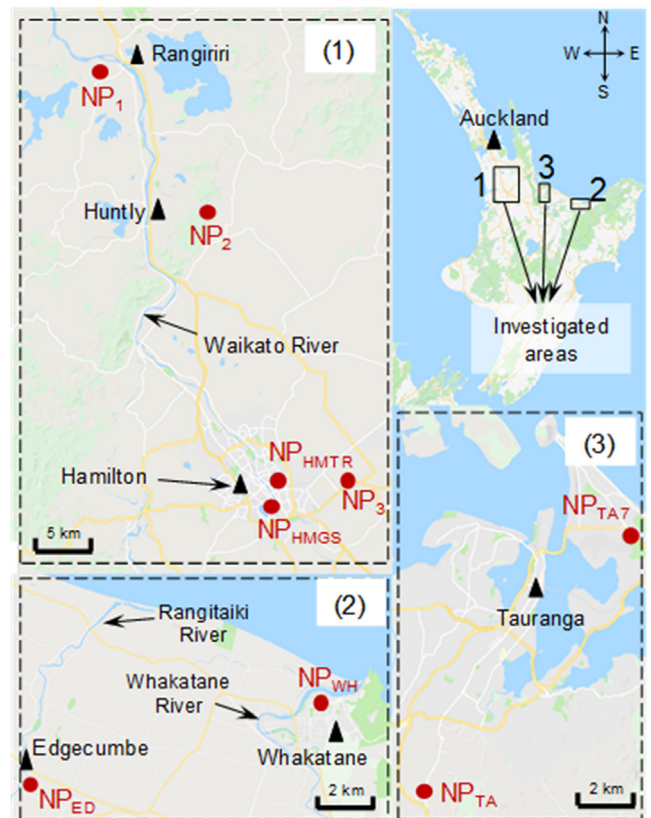 (1)
Rangiriri
NP1
Huntly
NP2
Waikato River
Hamilton
NPHMTR
NP3
NPHMGS
5 km
N
W E
S
Auckland
1
3
2
Investigated
areas
(2)
Rangitaiki
River
Whakatane
River
NPWH
Edgecumbe
Whakatane
NPED
2 km
(3)
NPTA7
Tauranga
NPTA
2 km